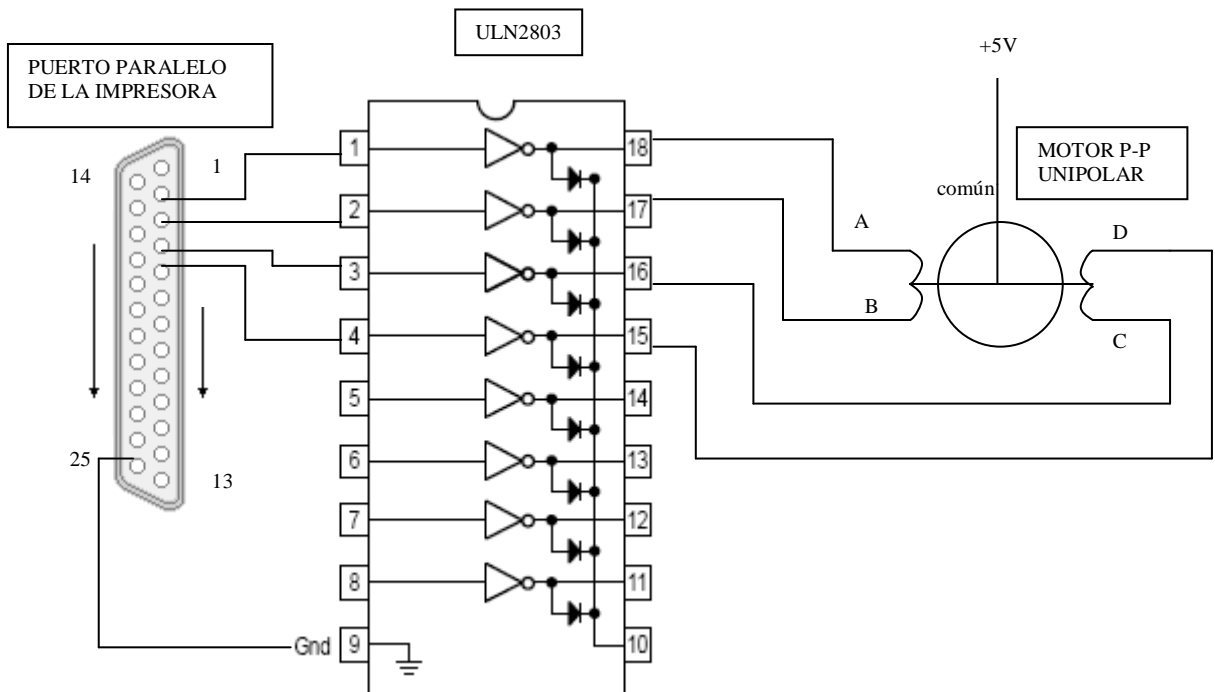 ULN2803
+5V
PUERTO PARALELO
DE LA IMPRESORA
MOTOR P-P
UNIPOLAR
14
1
común
A
B
D
C
25
13
1
2
3
4
5
6
7
8
Gnd 9
18
17
16
15
14
13
12
11
10